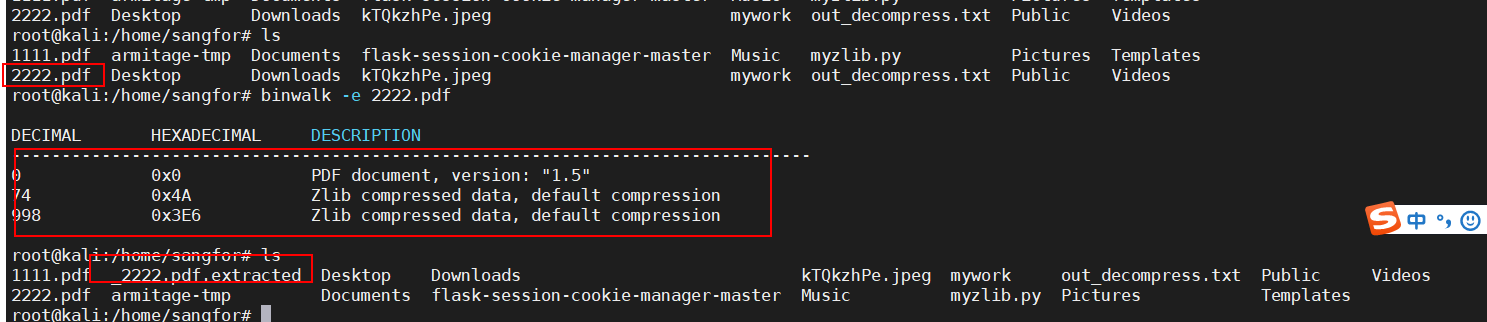 2222.pdf  Desktop       Downloads  kTQkzhPe.jpeg                        mywork  out_decompress.txt  Public    Videos
root@kali:/home/sangfor# ls
1111.pdf  armitage-tmp  Documents  flask-session-cookie-manager-master  Music   myzlib.py           Pictures  Templates
2222.pdf  Desktop       Downloads  kTQkzhPe.jpeg                        mywork  out_decompress.txt  Public    Videos
root@kali:/home/sangfor# binwalk -e 2222.pdf
DECIMAL       HEXADECIMAL     DESCRIPTION
--------------------------------------------------------------------------------
0             0x0             PDF document, version: "1.5"
74            0x4A            Zlib compressed data, default compression
998           0x3E6           Zlib compressed data, default compression
中
root@kali:/home/sangfor# ls
1111.pdf  _2222.pdf.extracted  Desktop    Downloads                            kTQkzhPe.jpeg  mywork     out_decompress.txt  Public     Videos
2222.pdf  armitage-tmp         Documents  flask-session-cookie-manager-master  Music          myzlib.py  Pictures            Templates
root@kali:/home/sangfor#